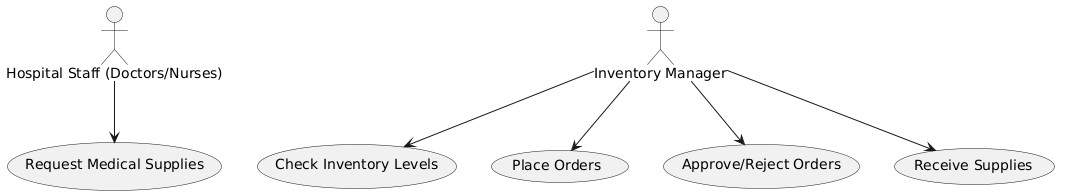 Hospital Staff (Doctors/Nurses)
Inventory Manager
Request Medical Supplies
Check Inventory Levels
Place Orders
Approve/Reject Orders
Receive Supplies